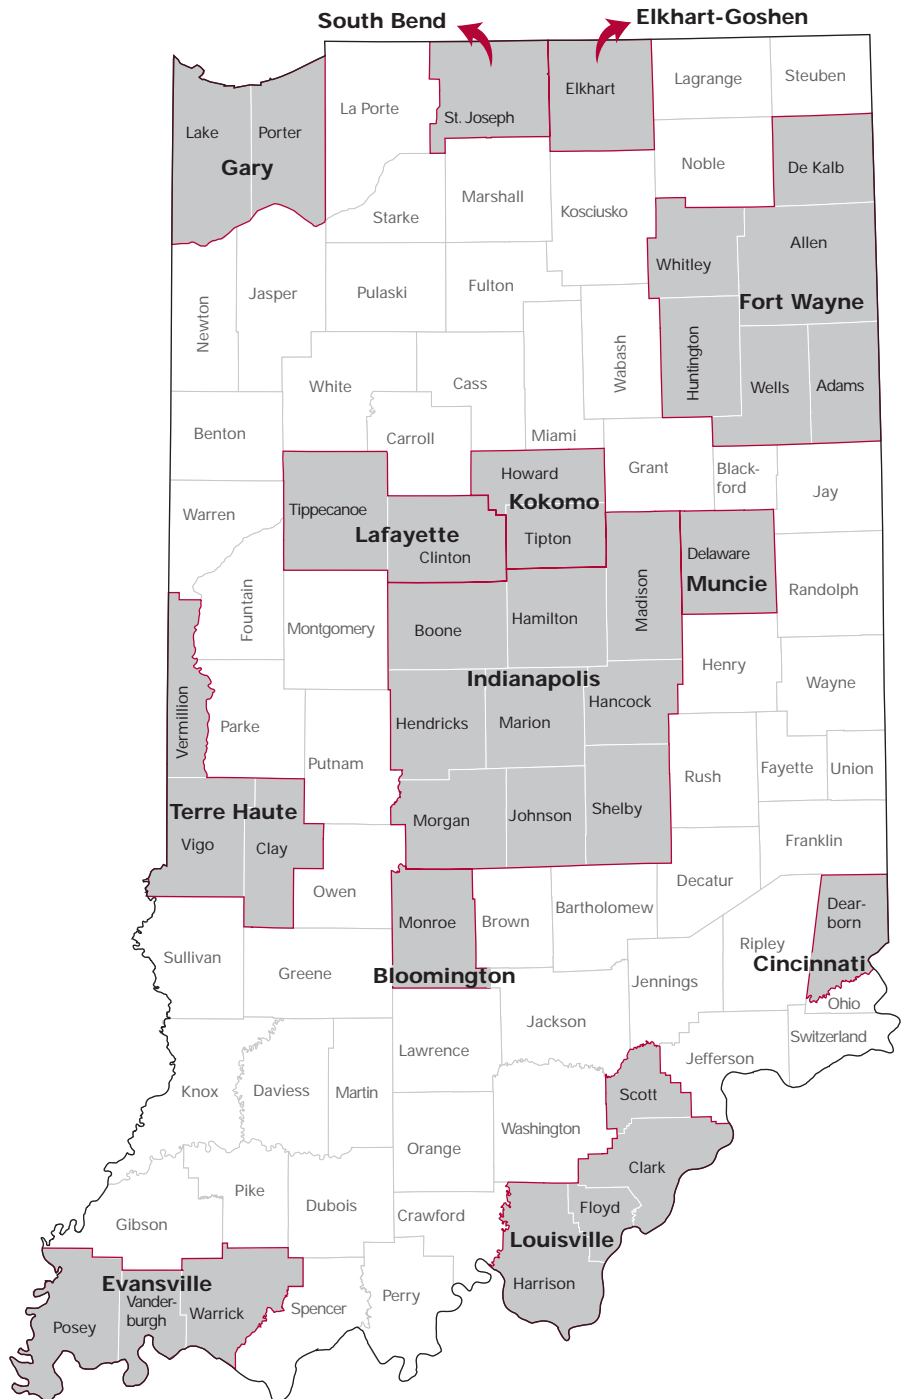 South Bend
Elkhart-Goshen
La Porte
St. Joseph
Elkhart
Lagrange
Steuben
Lake
Porter
Gary
Noble
De Kalb
Starke
Marshall
Kosciusko
Whitley
Allen
Fort Wayne
Newton
Jasper
Pulaski
Fulton
Wabash
Huntington
Wells
Adams
White
Cass
Benton
Carroll
Miami
Grant
Black-
ford
Jay
Howard
Kokomo
Tipton
Warren
Tippecanoe
Lafayette
Clinton
Delaware
Muncie
Randolph
Fountain
Montgomery
Boone
Hamilton
Madison
Henry
Wayne
Indianapolis
Hendricks
Marion
Hancock
Vermillion
Parke
Putnam
Rush
Fayette
Union
Terre Haute
Vigo
Clay
Morgan
Johnson
Shelby
Franklin
Owen
Decatur
Monroe
Bloomington
Brown
Bartholomew
Dear-
born
Ripley
Cincinnati
Ohio
Sullivan
Greene
Jennings
Jackson
Switzerland
Jefferson
Lawrence
Knox
Daviess
Martin
Scott
Washington
Orange
Clark
Pike
Dubois
Crawford
Floyd
Louisville
Harrison
Gibson
Evansville
Posey
Vander-
burgh
Warrick
Spencer
Perry